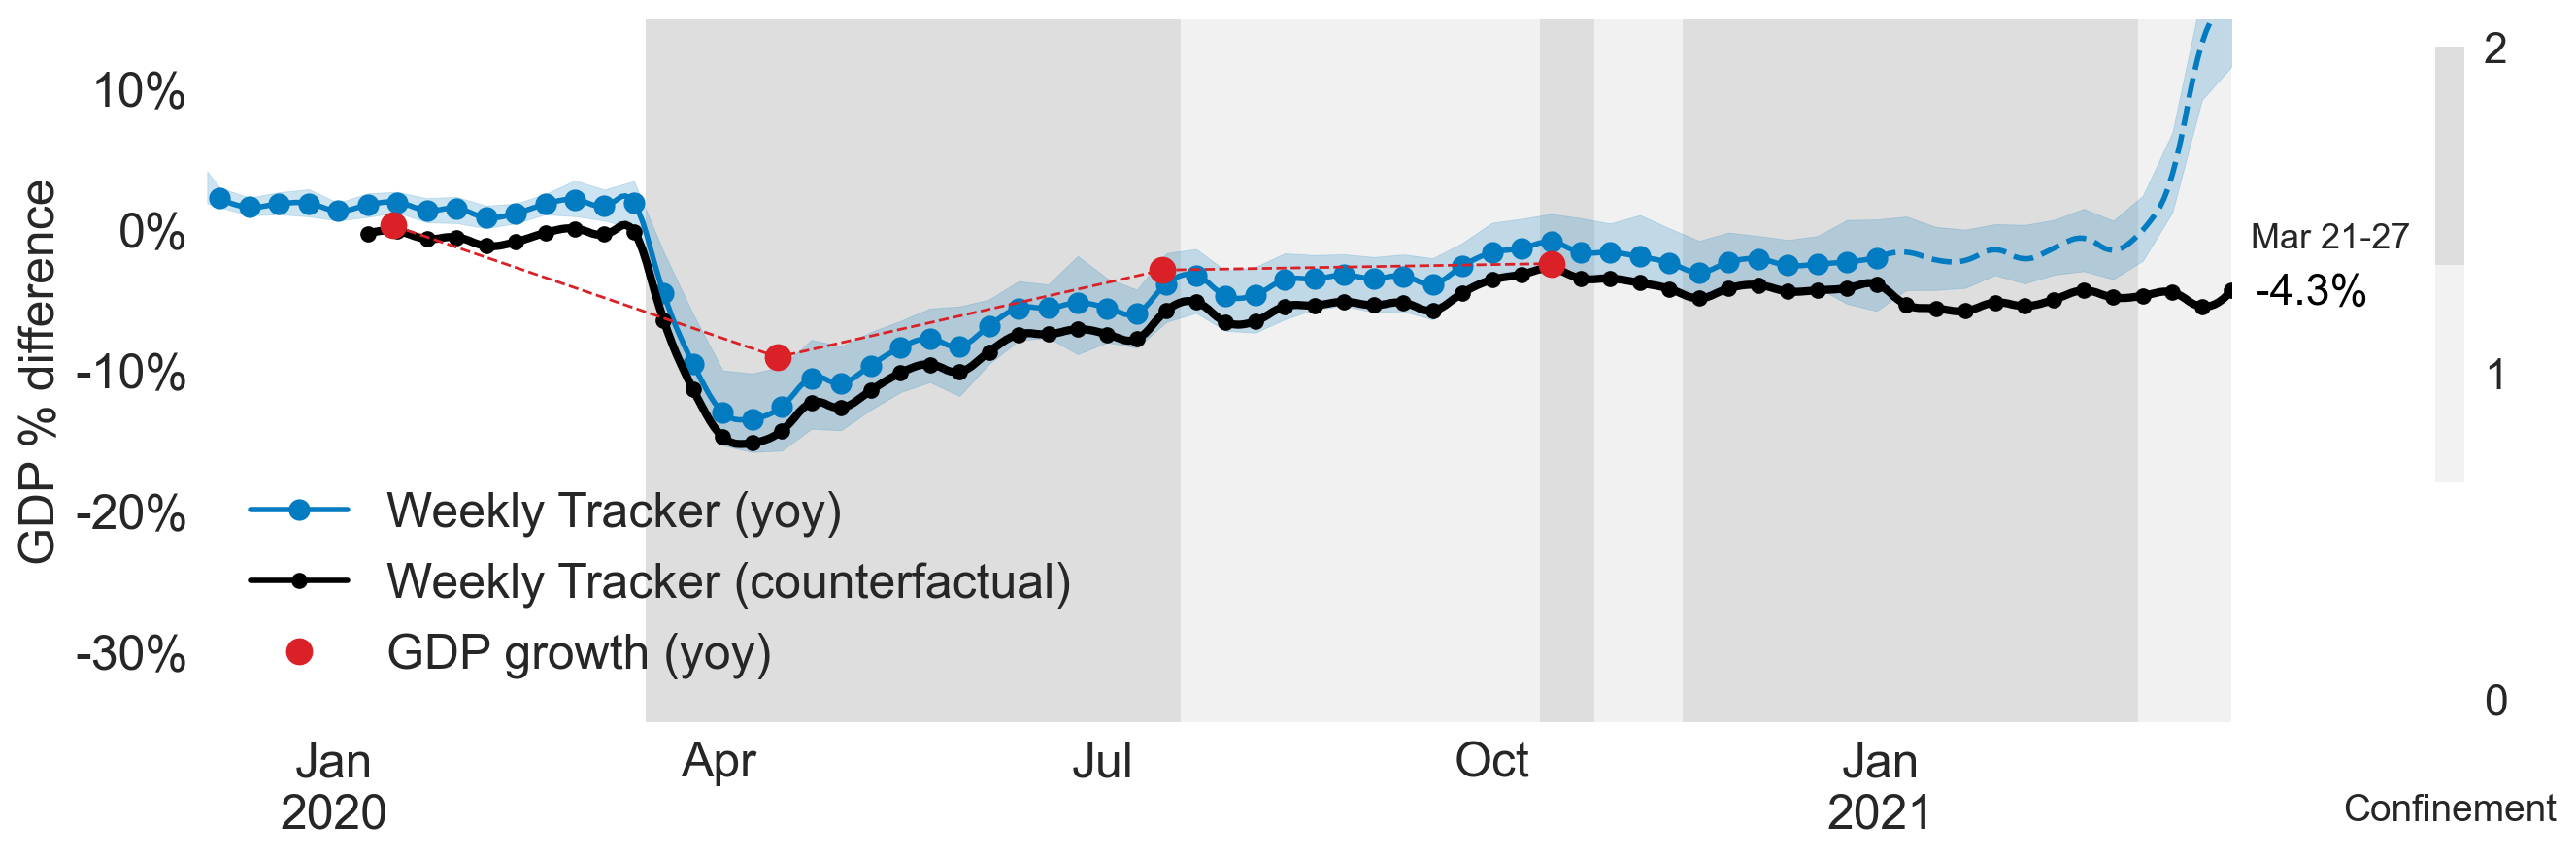 GDP % difference
10%
0%
-10%
-20%
-30%
Weekly Tracker (yoy)
Weekly Tracker (counterfactual)
GDP growth (yoy)
Jan
2020
Apr
Jul
Oct
Jan
2021
Mar 21-27
-4.3%
2
1
0
Confinement